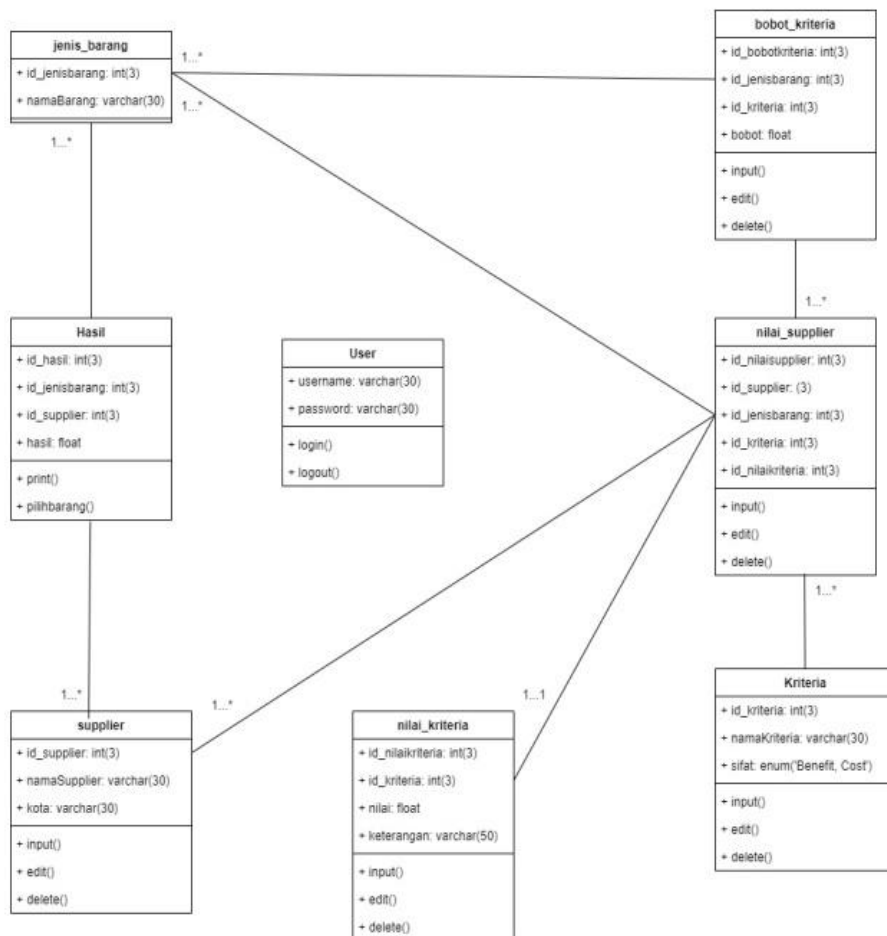 jenis_barang
+ id_jenisbarang: int(3)
+ namaBarang: varchar(30)
1...*
1...*
1...*
bobot_kriteria
+ id_bobotkriteria: int(3)
+ id_jenisbarang: int(3)
+ id_kriteria: int(3)
+ bobot: float
+ input()
+ edit()
+ delete()
1...*
Hasil
+ id_hasil: int(3)
+ id_jenisbarang: int(3)
+ id_supplier: int(3)
+ hasil: float
+ print()
+ pilihbarang()
1...*
User
+ username: varchar(30)
+ password: varchar(30)
+ login()
+ logout()
nilai_supplier
+ id_nilaisupplier: int(3)
+ id_supplier: (3)
+ id_jenisbarang: int(3)
+ id_kriteria: int(3)
+ id_nilaikriteria: int(3)
+ input()
+ edit()
+ delete()
1...*
1...*
1...1
supplier
+ id_supplier: int(3)
+ namaSupplier: varchar(30)
+ kota: varchar(30)
+ input()
+ edit()
+ delete()
nilai_kriteria
+ id_nilaikriteria: int(3)
+ id_kriteria: int(3)
+ nilai: float
+ keterangan: varchar(50)
+ input()
+ edit()
+ delete()
Kriteria
+ id_kriteria: int(3)
+ namaKriteria: varchar(30)
+ sifat: enum('Benefit, Cost')
+ input()
+ edit()
+ delete()